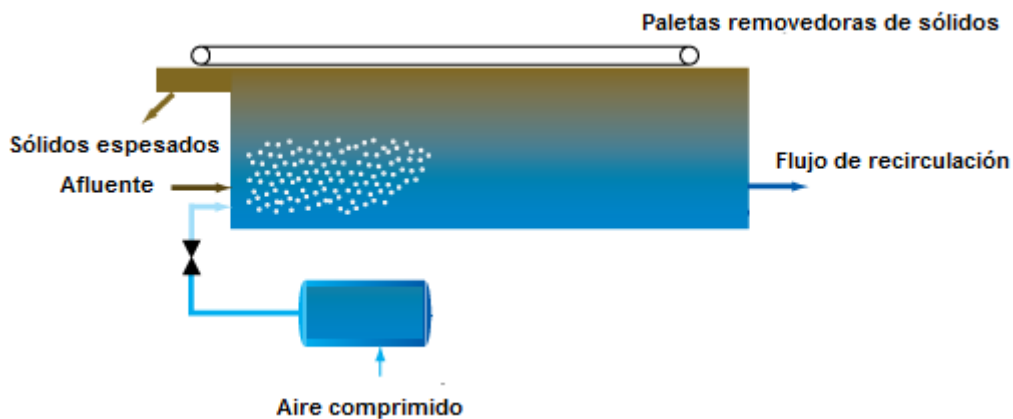 Paletas removedoras de sólidos
Sólidos espesados
Afluente
Flujo de recirculación
Aire comprimido